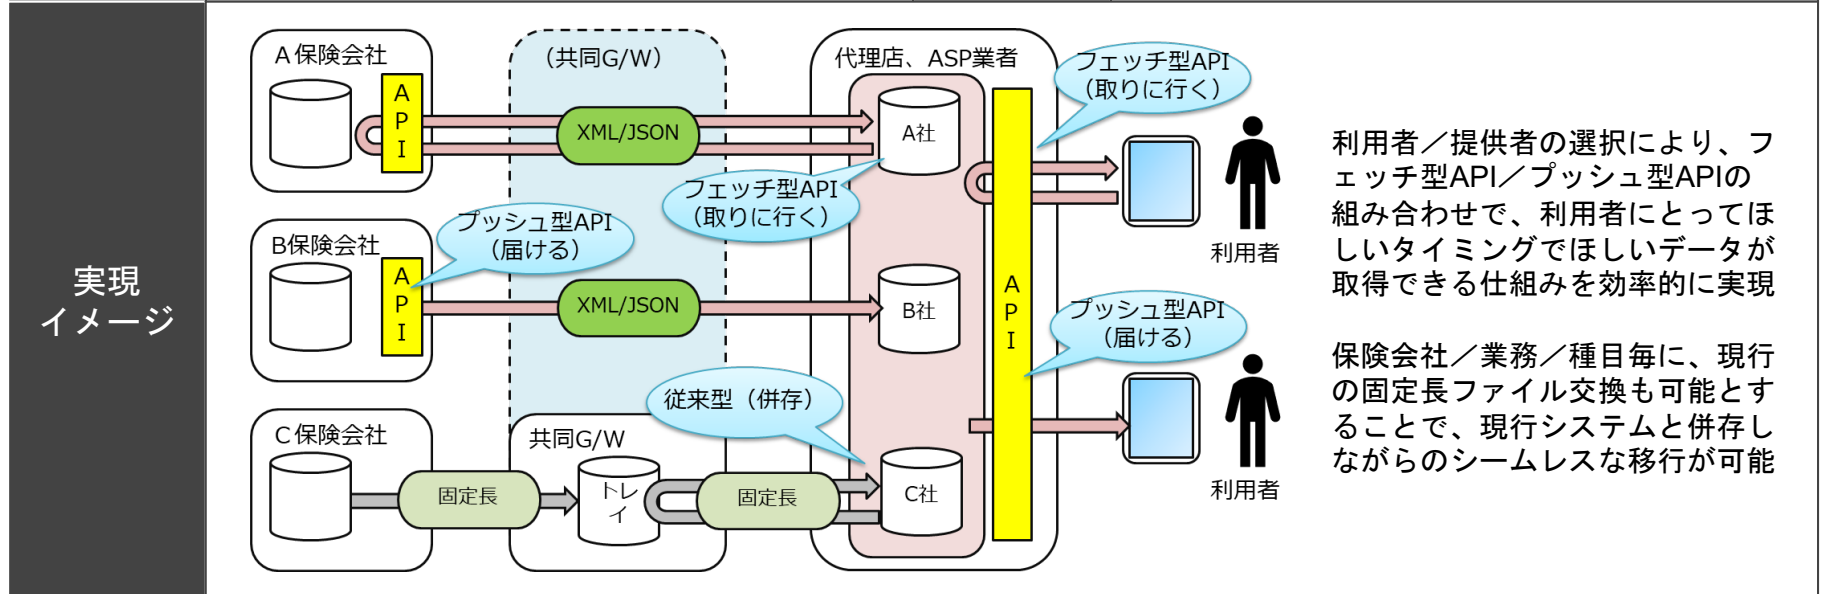 実現
イメージ
A保険会社
A
P
I
(共同G/W)
XML/JSON
代理店、ASP業者
A社
フェッチ型API
(取りに行く)
フェッチ型API
(取りに行く)
利用者
B保険会社
A
P
I
プッシュ型API
(届ける)
XML/JSON
B社
A
P
I
プッシュ型API
(届ける)
利用者
従来型(併存)
C保険会社
固定長
共同G/W
トレ
イ
固定長
C社
利用者／提供者の選択により、フ
ェッチ型API／プッシュ型APIの
組み合わせで、利用者にとってほ
しいタイミングでほしいデータが
取得できる仕組みを効率的に実現
保険会社／業務／種目毎に、現行
の固定長ファイル交換も可能とす
ることで、現行システムと併存し
ながらのシームレスな移行が可能